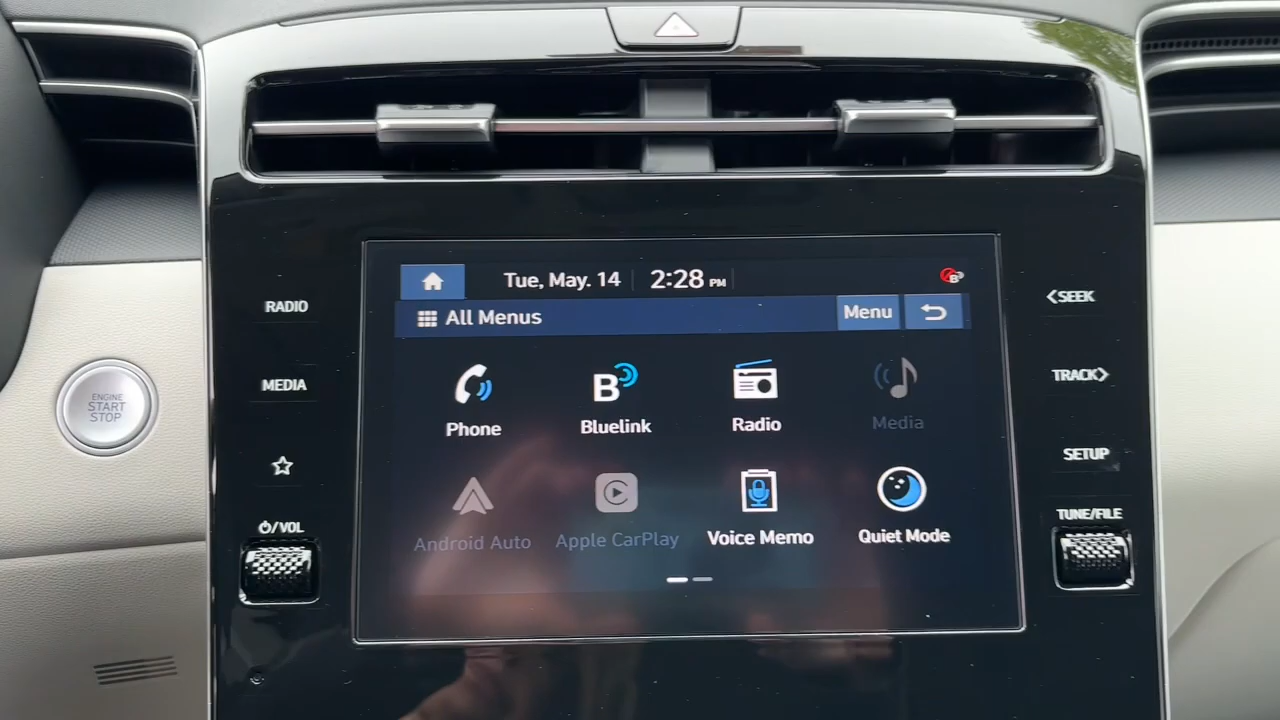 Tue, May. 14 2:28 PM
All Menus Menu
RADIO
MEDIA
ENGINE
START
STOP
⏻/VOL
Phone Bluelink Radio Media
Android Auto Apple CarPlay Voice Memo Quiet Mode
<SEEK
TRACK>
SETUP
TUNE/FILE